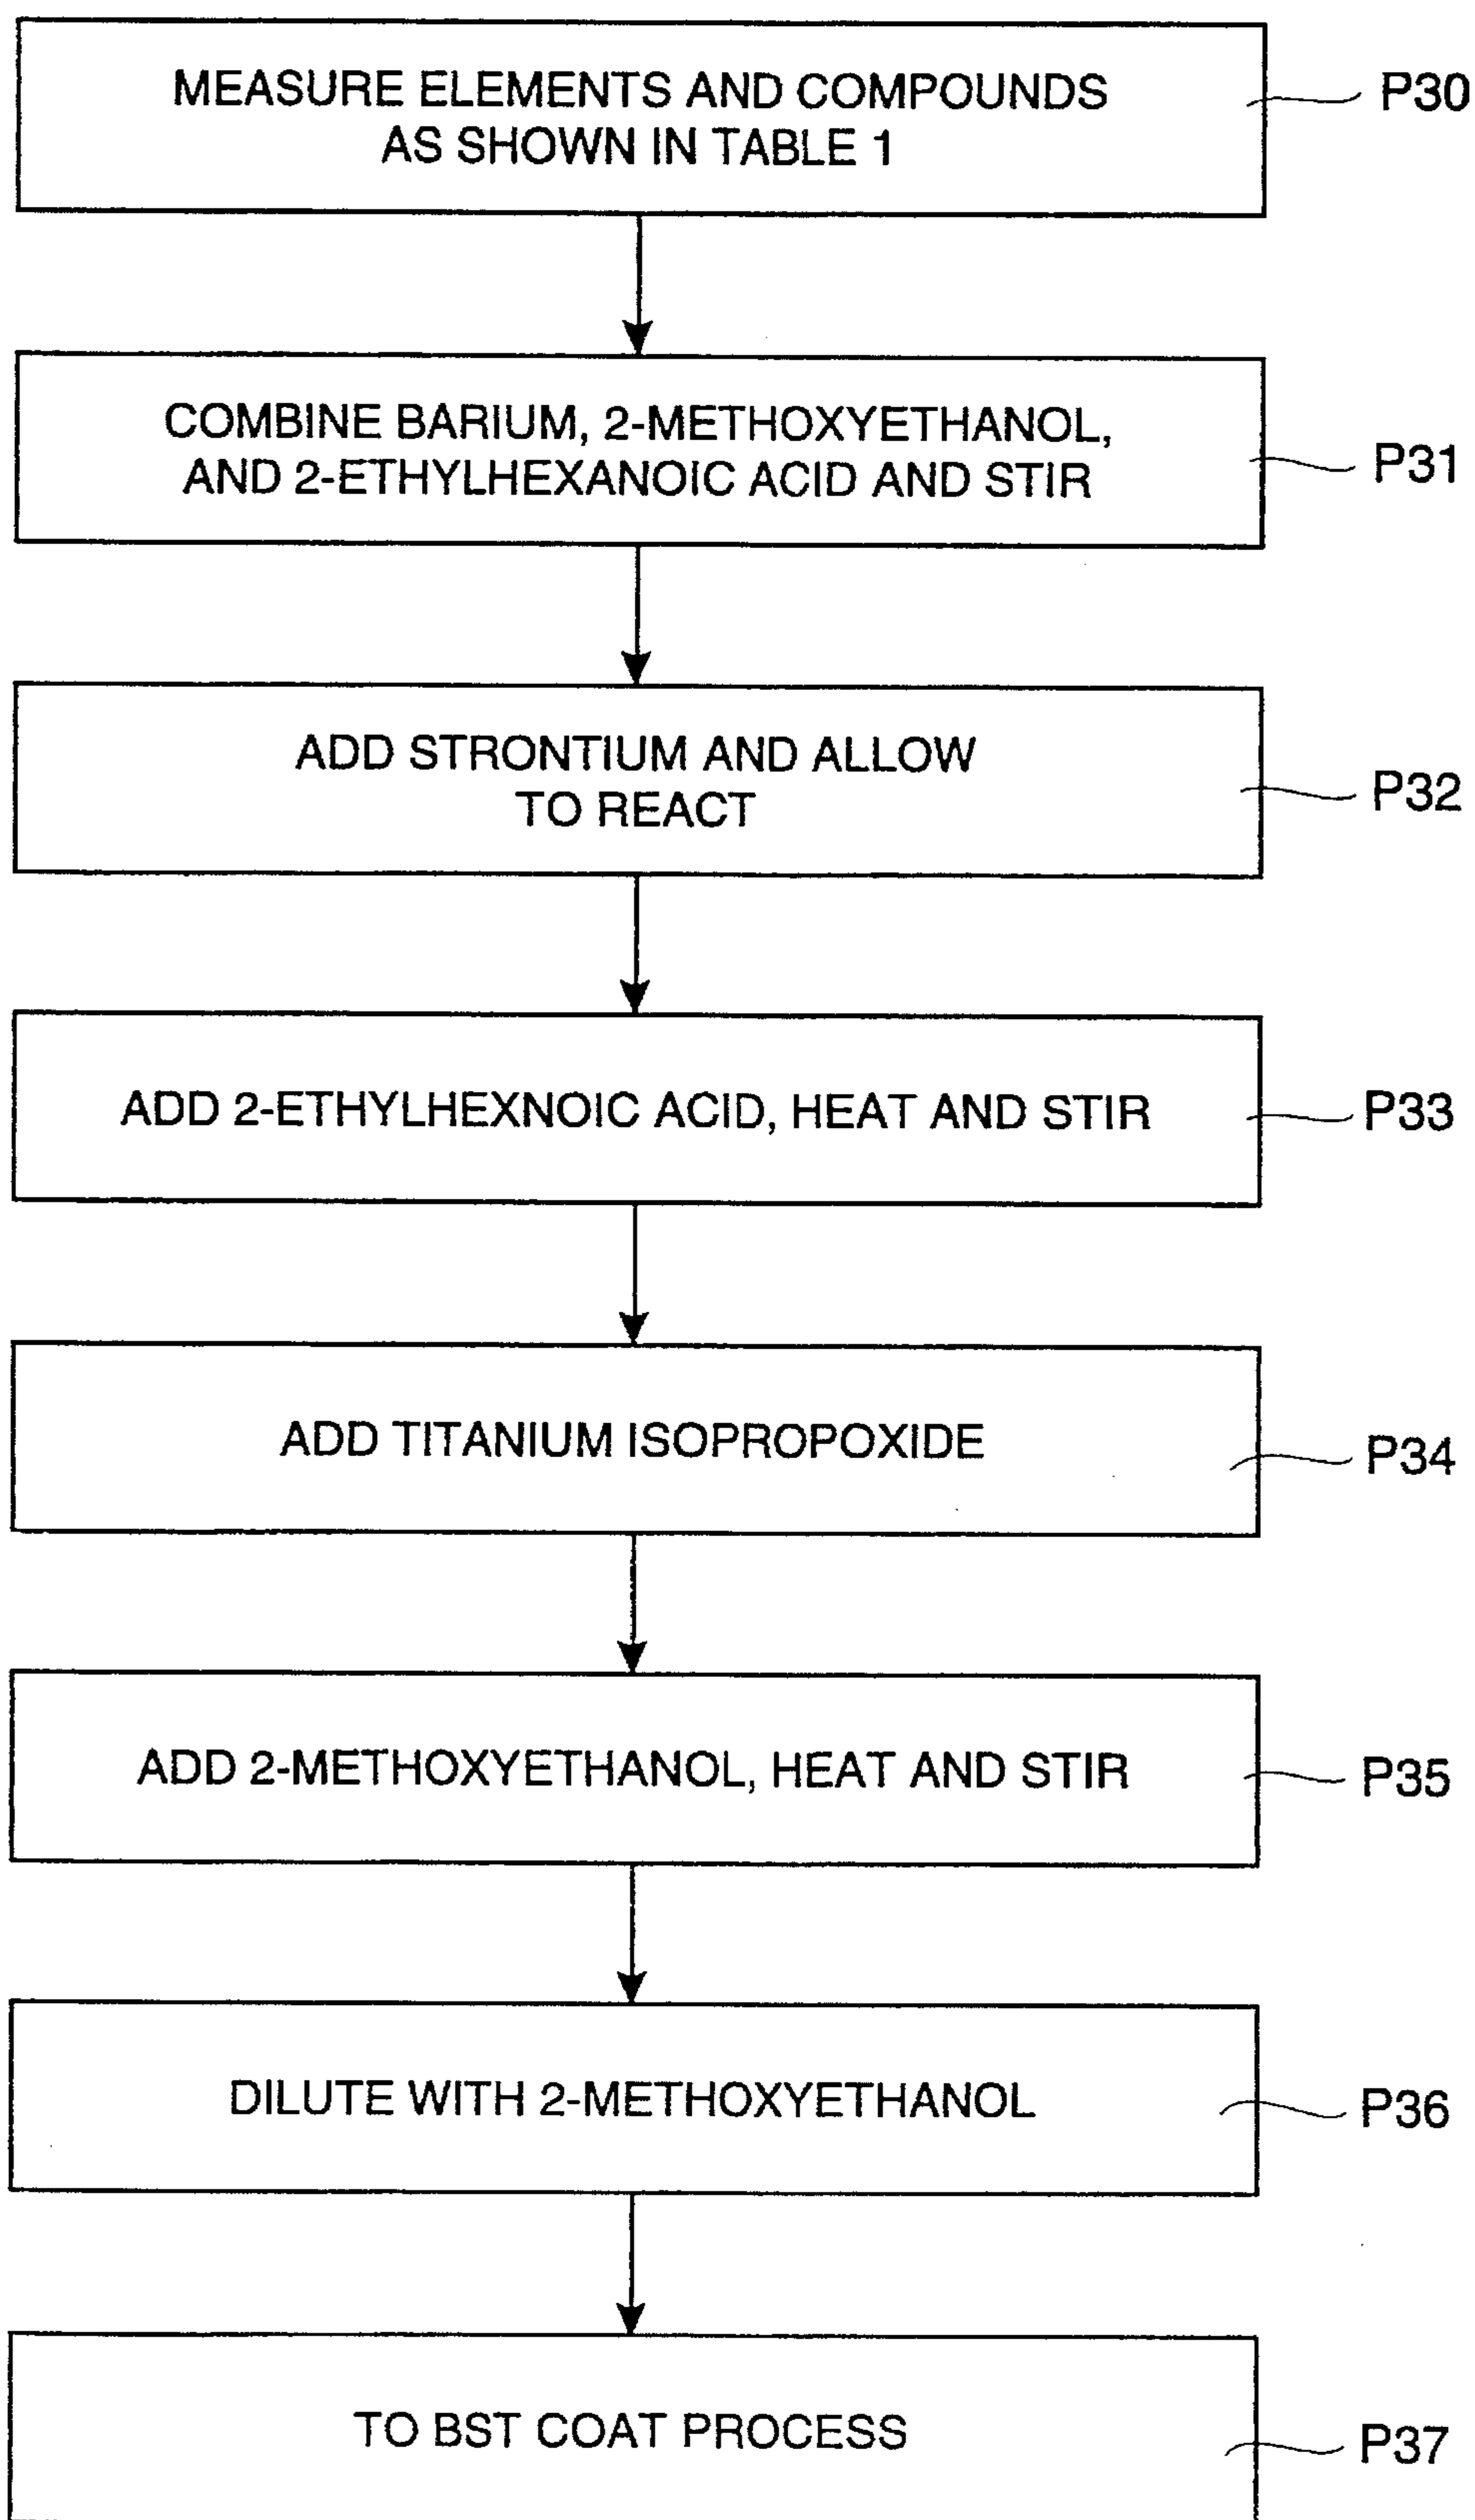 MEASURE ELEMENTS AND COMPOUNDS
AS SHOWN IN TABLE 1
P30
COMBINE BARIUM, 2-METHOXYETHANOL,
AND 2-ETHYLHEXANOIC ACID AND STIR
P31
ADD STRONTIUM AND ALLOW
TO REACT
P32
ADD 2-ETHYLHEXNOIC ACID, HEAT AND STIR
P33
ADD TITANIUM ISOPROPOXIDE
P34
ADD 2-METHOXYETHANOL, HEAT AND STIR
P35
DILUTE WITH 2-METHOXYETHANOL
P36
TO BST COAT PROCESS
P37